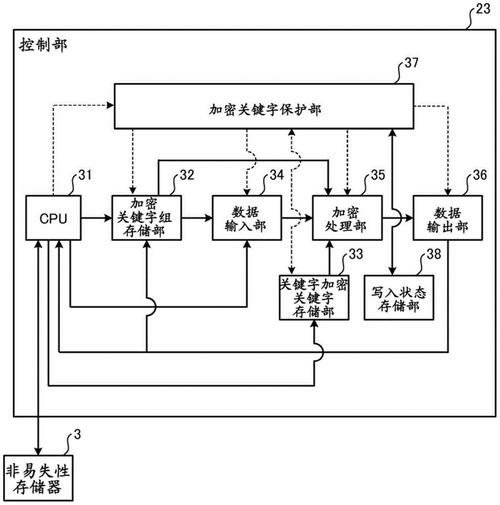 23
控制部
37
加密关键字保护部
31
CPU
32
加密
关键字组
存储部
34
数据
输入部
35
加密
处理部
36
数据
输出部
33
关键字加密
关键字
存储部
38
写入状态
存储部
3
非易失性
存储器